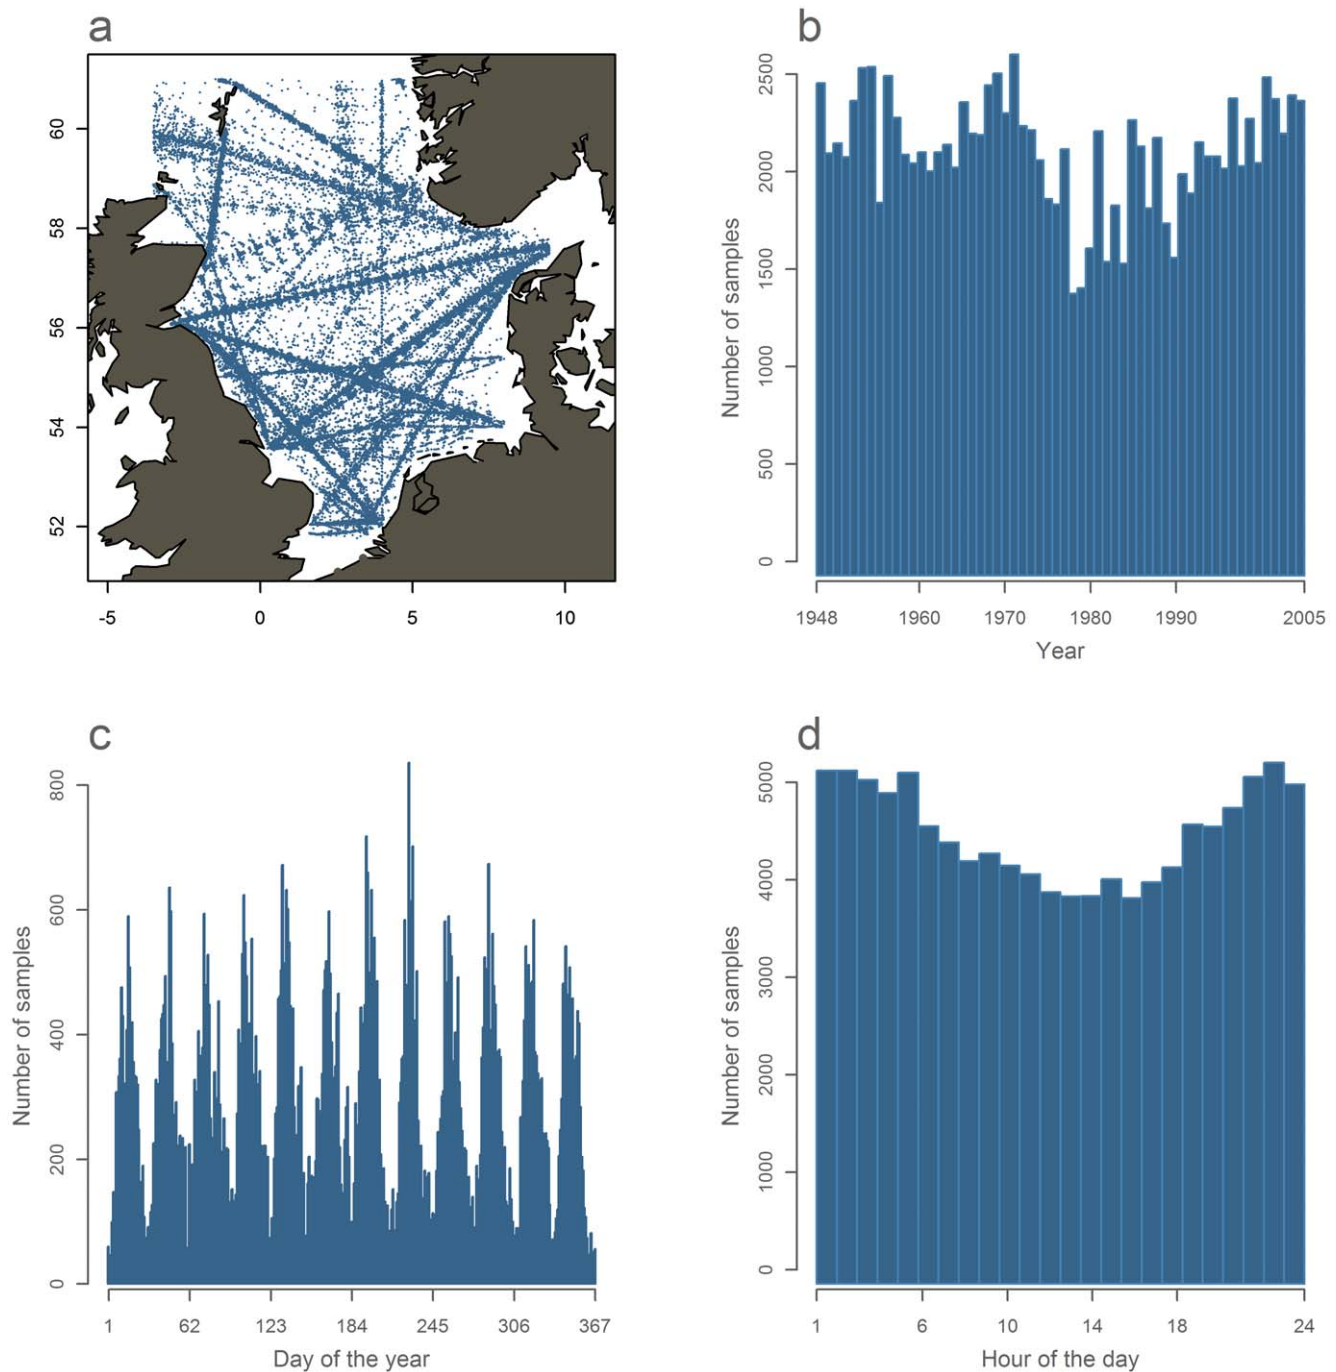 a
60
58
56
54
52
-5 0 5 10
b
Number of samples
2500
2000
1500
1000
500
0
1948 1960 1970 1980 1990 2005
Year
c
Number of samples
800
600
400
200
0
1 62 123 184 245 306 367
Day of the year
d
Number of samples
5000
4000
3000
2000
1000
0
1 6 10 14 18 24
Hour of the day